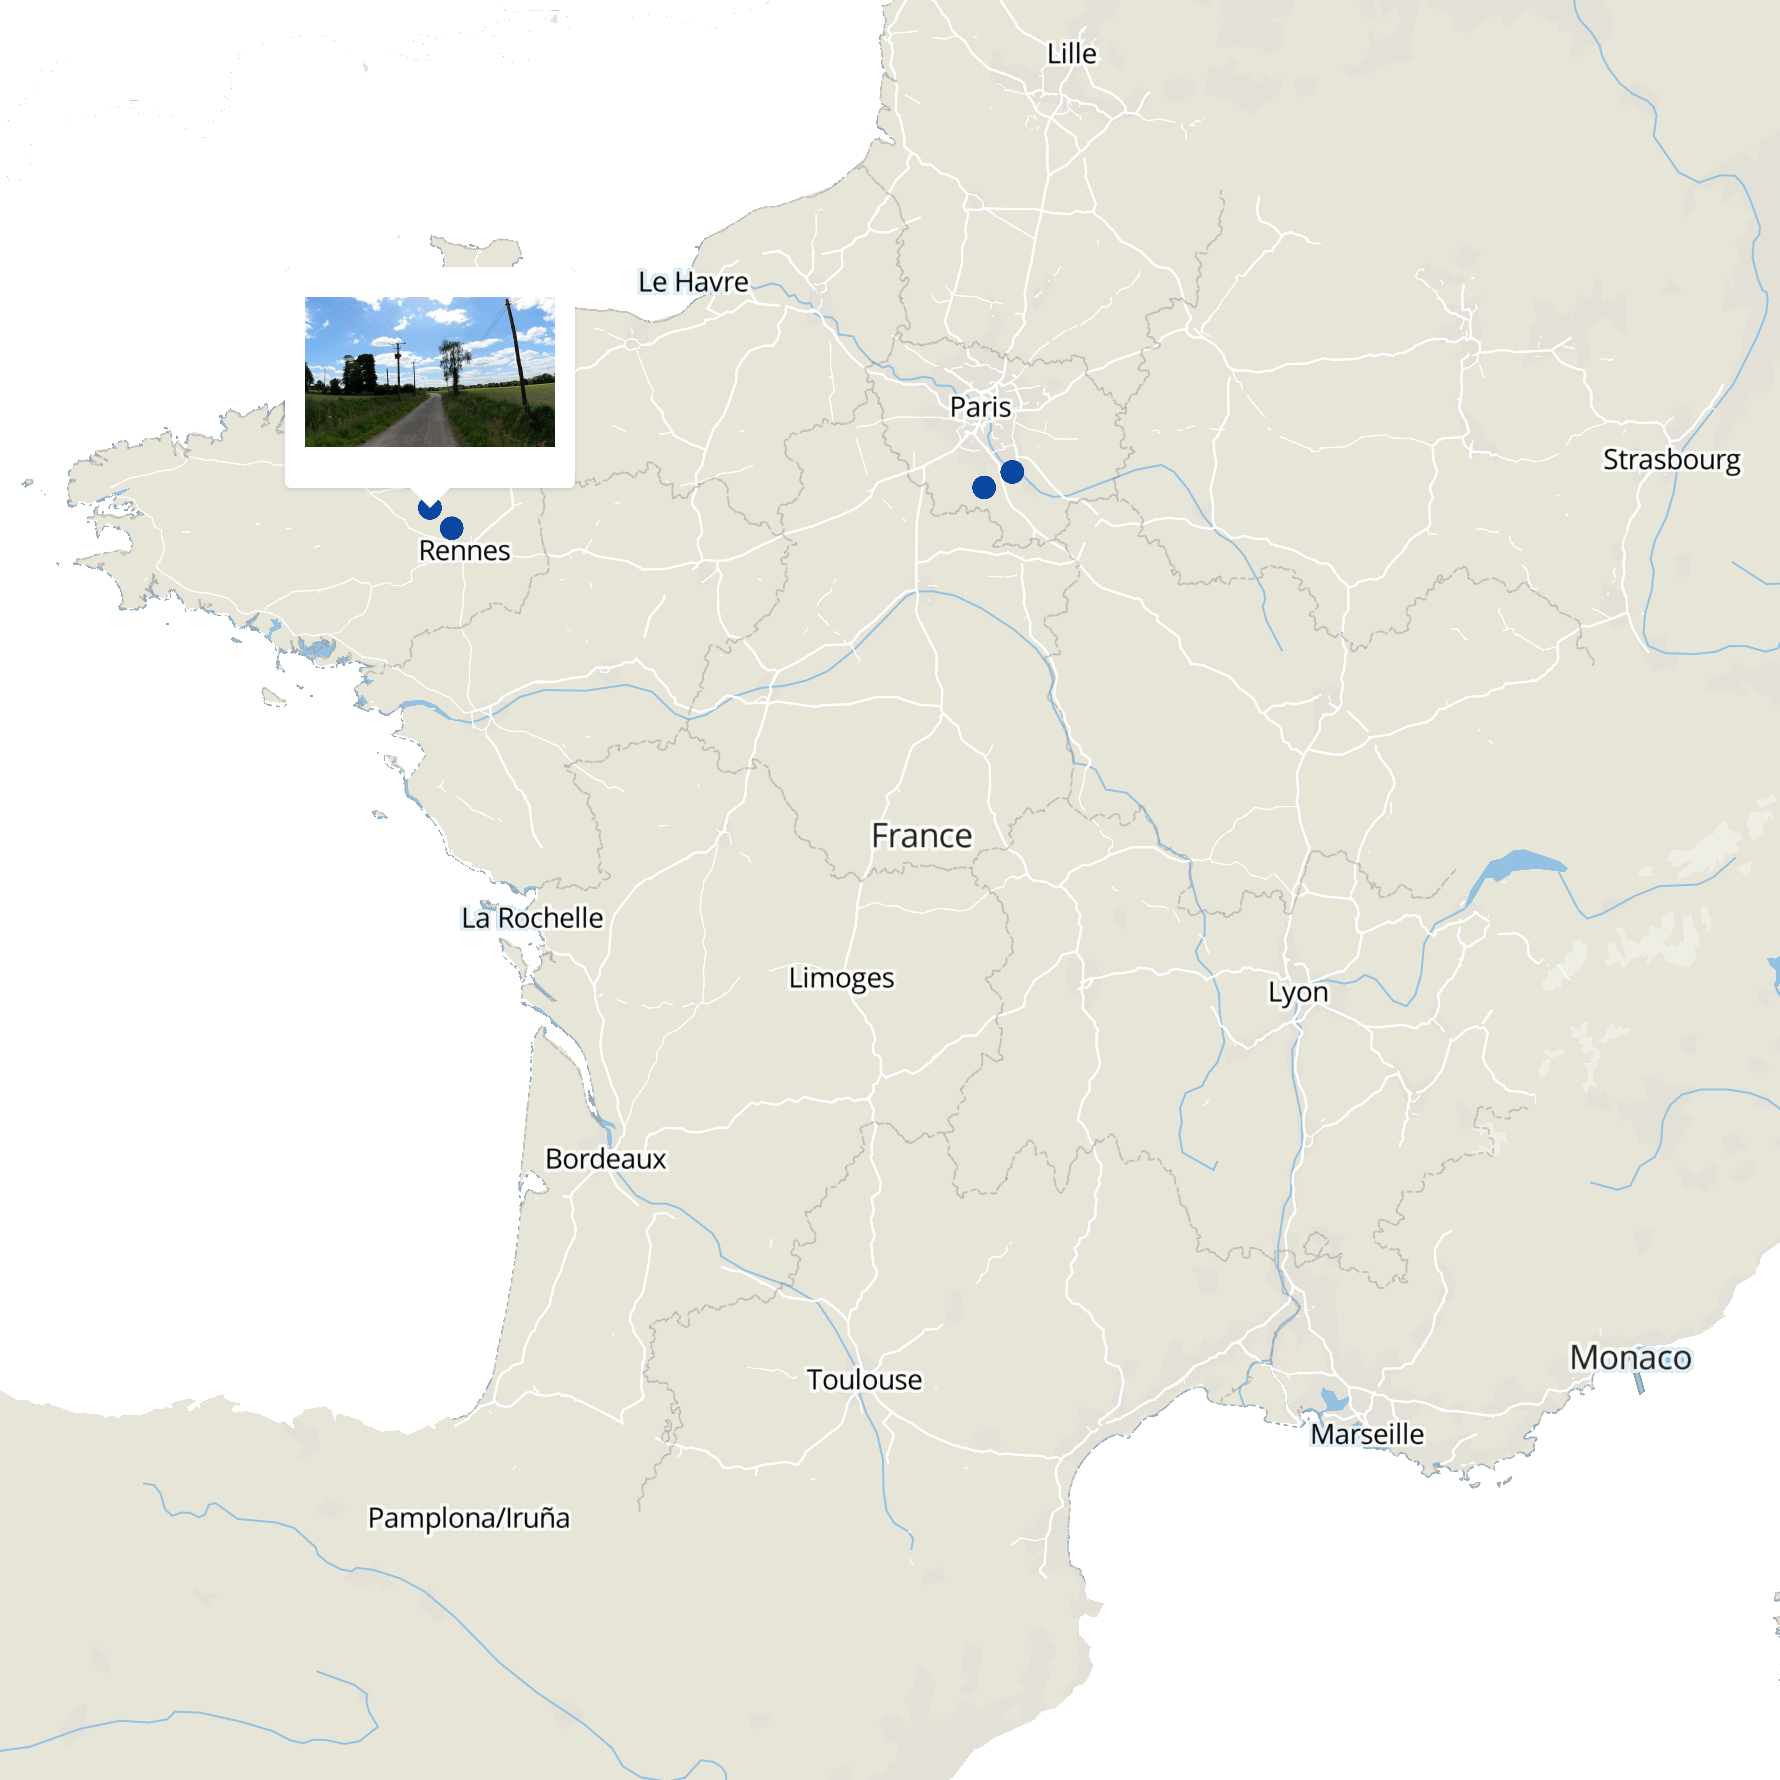 Lille
Le Havre
Paris
Strasbourg
Rennes
France
La Rochelle
Limoges
Lyon
Bordeaux
Monaco
Toulouse
Marseille
Pamplona/Iruña